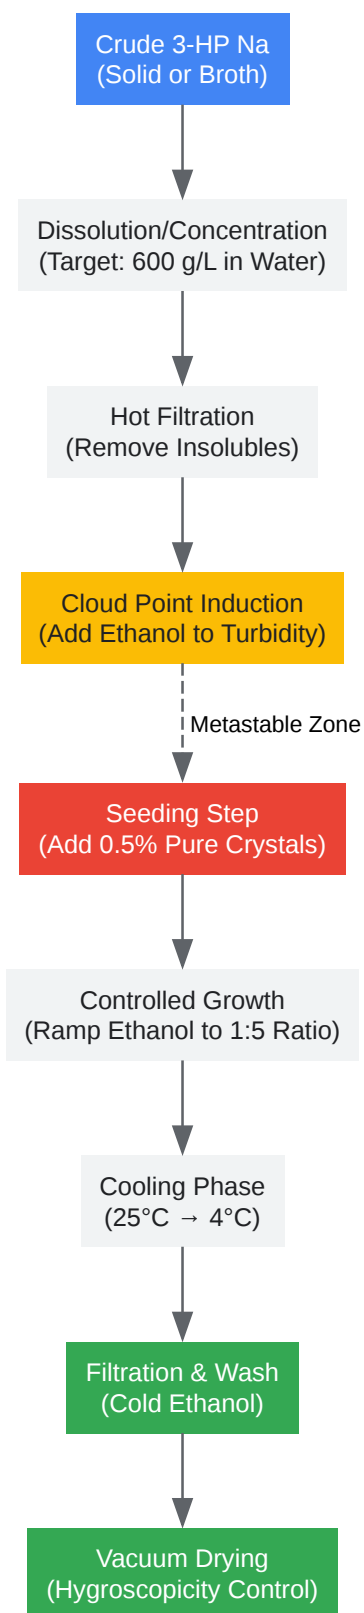 Crude 3-HP Na
(Solid or Broth)
Dissolution/Concentration
(Target: 600 g/L in Water)
Hot Filtration
(Remove Insolubles)
Cloud Point Induction
(Add Ethanol to Turbidity)
Metastable Zone
Seeding Step
(Add 0.5% Pure Crystals)
Controlled Growth
(Ramp Ethanol to 1:5 Ratio)
Cooling Phase
(25°C → 4°C)
Filtration & Wash
(Cold Ethanol)
Vacuum Drying
(Hygroscopicity Control)